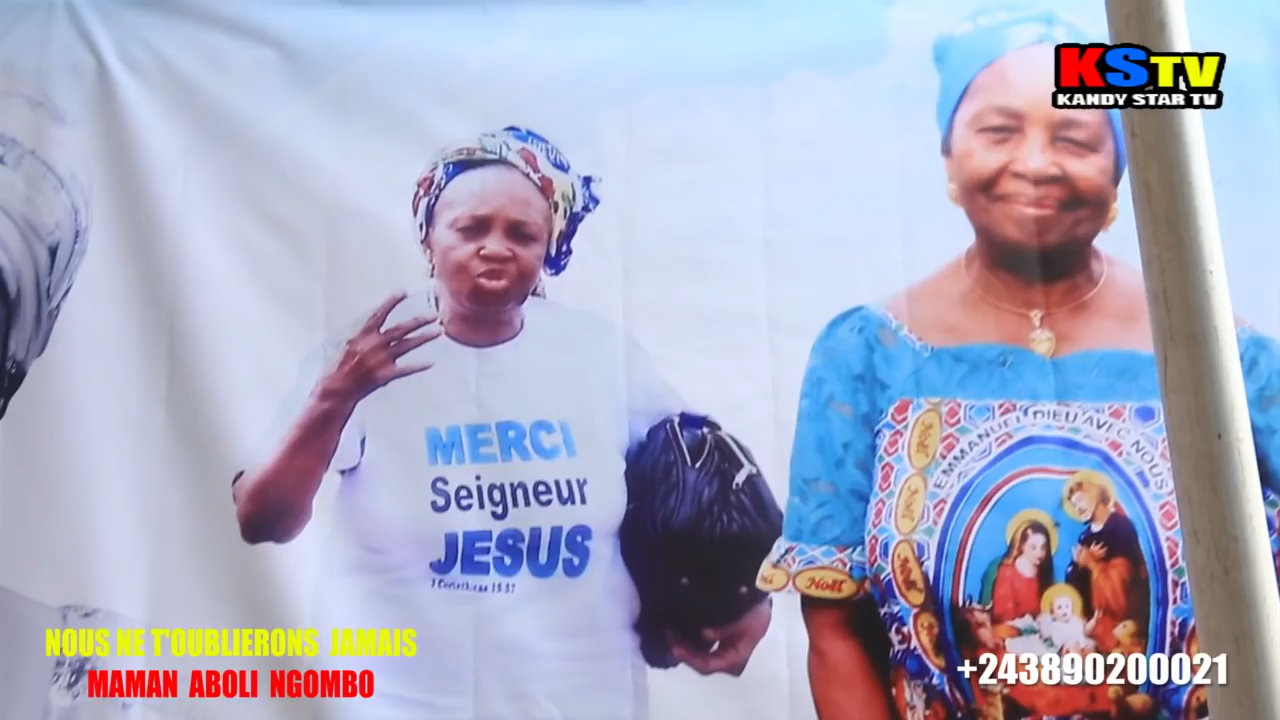 KSTV
KANDY STAR TV
MERCI
Seigneur
JESUS
EMMANUEL DIEU AVEC NOUS
Noël
NOUS NE T'OUBLIERONS JAMAIS
MAMAN ABOLI NGOMBO
+243890200021